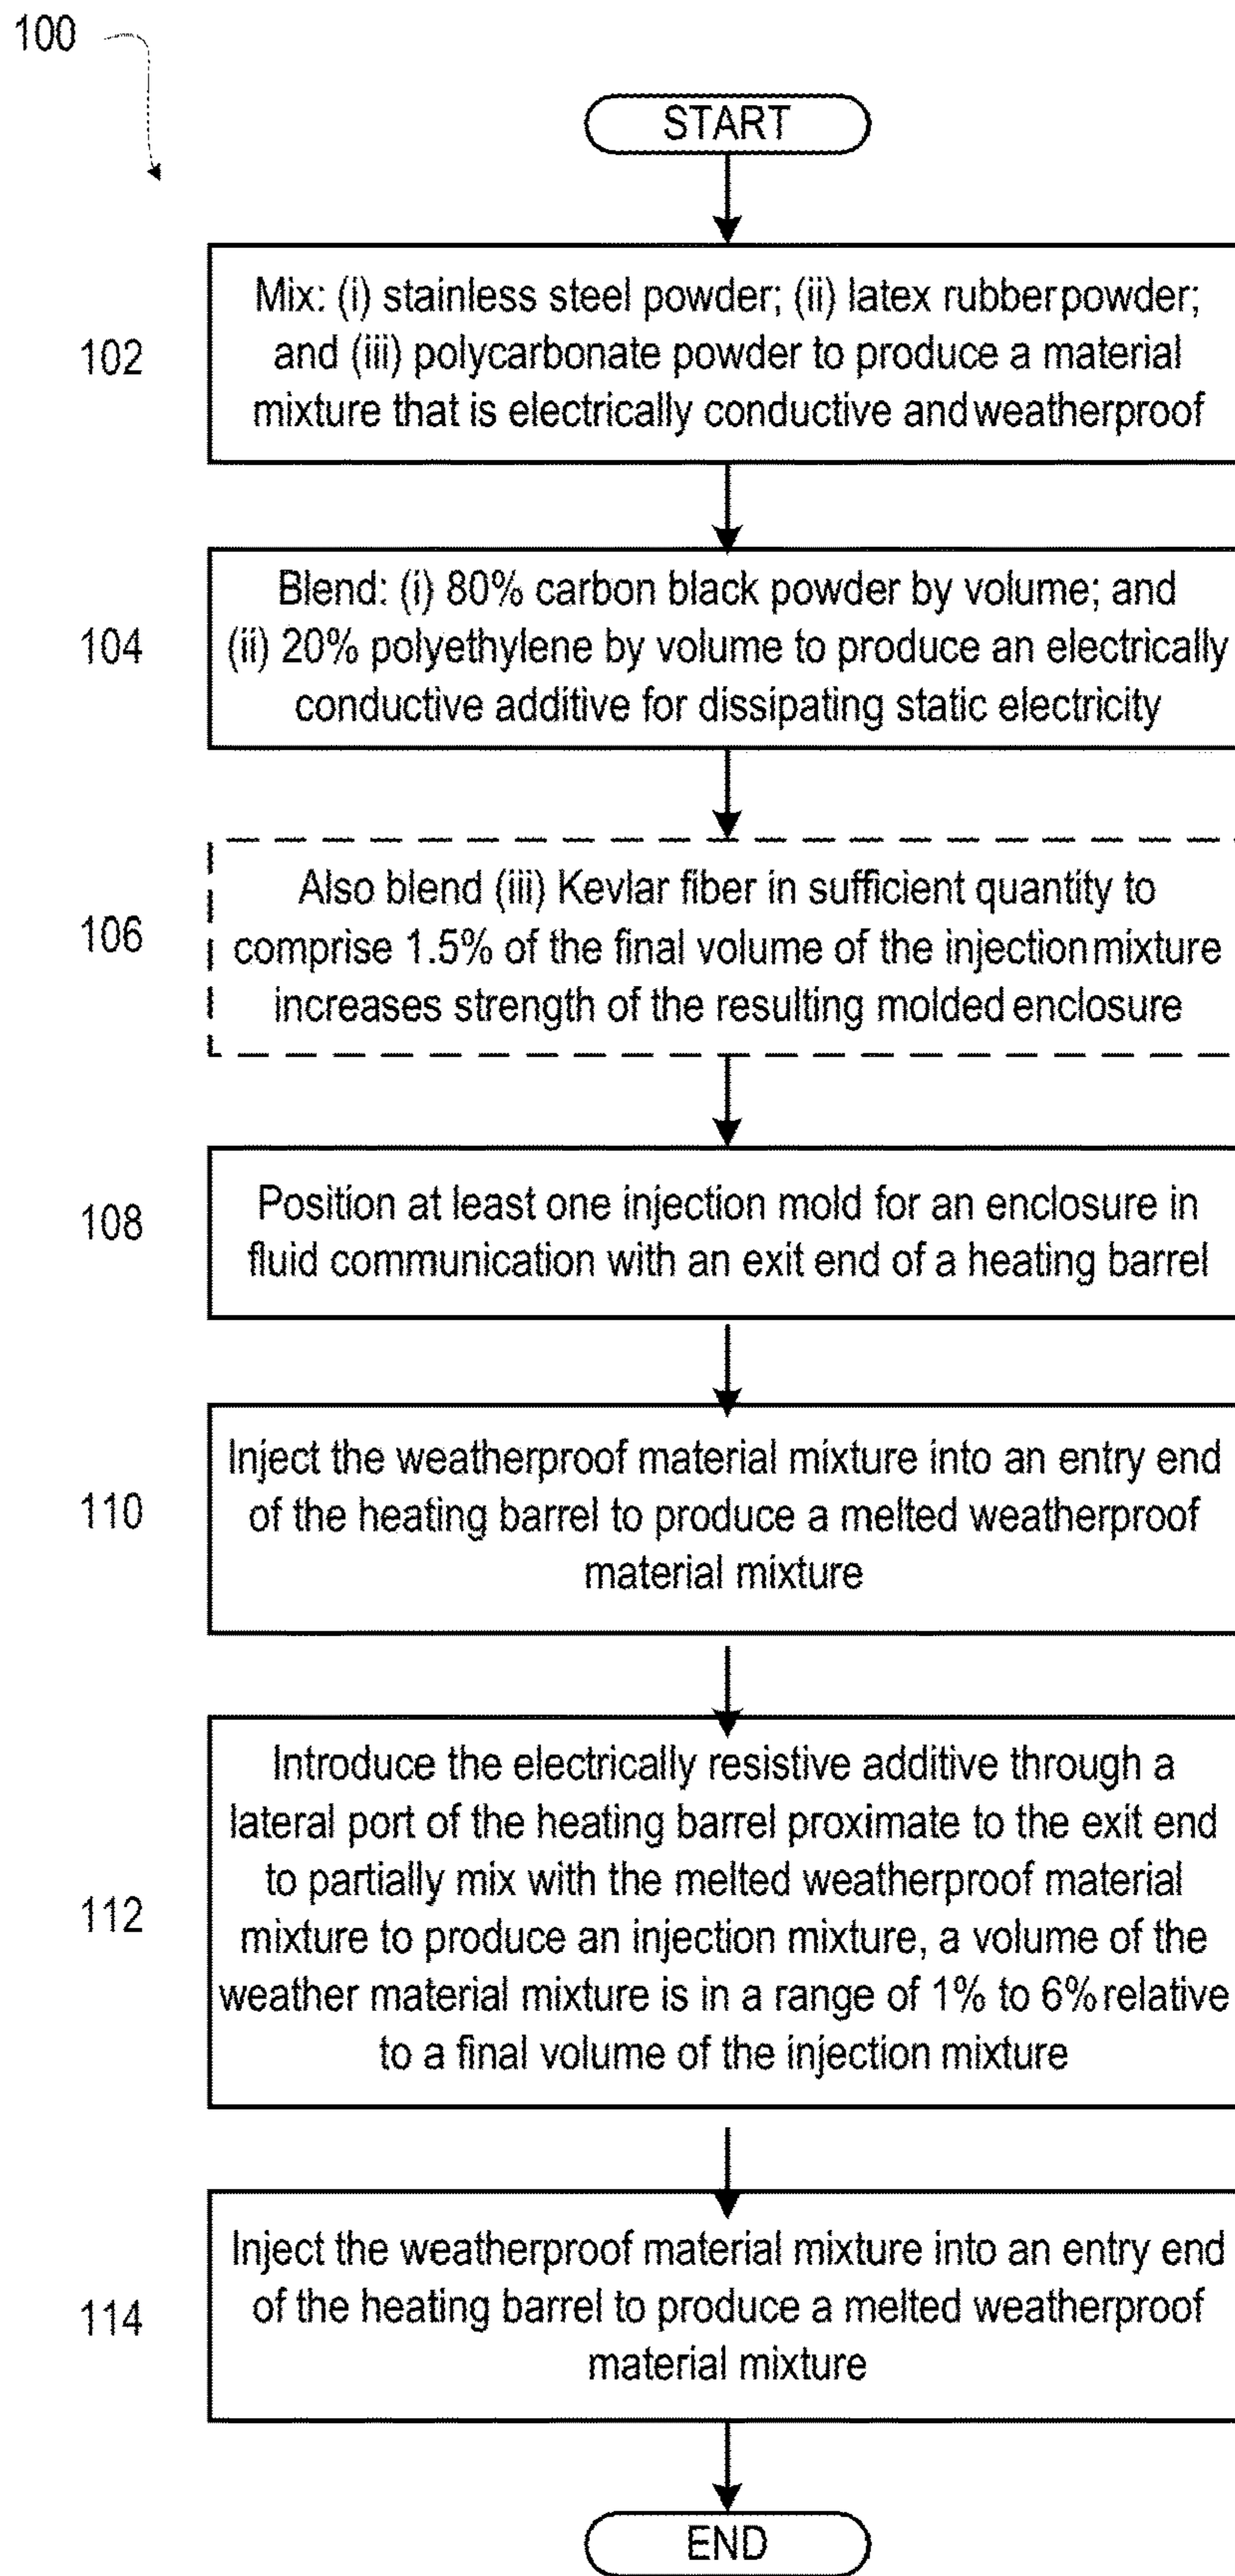 100
START
102
Mix: (i) stainless steel powder; (ii) latex rubber powder;
and (iii) polycarbonate powder to produce a material
mixture that is electrically conductive and weatherproof
104
Blend: (i) 80% carbon black powder by volume; and
(ii) 20% polyethylene by volume to produce an electrically
conductive additive for dissipating static electricity
106
Also blend (iii) Kevlar fiber in sufficient quantity to
comprise 1.5% of the final volume of the injection mixture
increases strength of the resulting molded enclosure
108
Position at least one injection mold for an enclosure in
fluid communication with an exit end of a heating barrel
110
Inject the weatherproof material mixture into an entry end
of the heating barrel to produce a melted weatherproof
material mixture
112
Introduce the electrically resistive additive through a
lateral port of the heating barrel proximate to the exit end
to partially mix with the melted weatherproof material
mixture to produce an injection mixture, a volume of the
weather material mixture is in a range of 1% to 6% relative
to a final volume of the injection mixture
114
Inject the weatherproof material mixture into an entry end
of the heating barrel to produce a melted weatherproof
material mixture
END